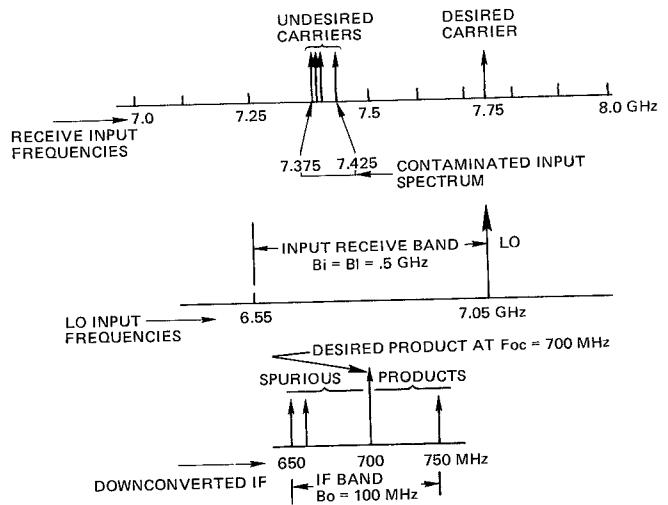 UNDESIRED
CARRIERS
DESIRED
CARRIER
7.0
7.25
7.5
7.75
8.0 GHz
RECEIVE INPUT
FREQUENCIES
7.375
7.425
CONTAMINATED INPUT
SPECTRUM
INPUT RECEIVE BAND
Bi = Bl = .5 GHz
LO
LO INPUT
FREQUENCIES
6.55
7.05 GHz
DESIRED PRODUCT AT Foc = 700 MHz
SPURIOUS
PRODUCTS
650
700
750 MHz
DOWNCONVERTED IF
IF BAND
Bo = 100 MHz